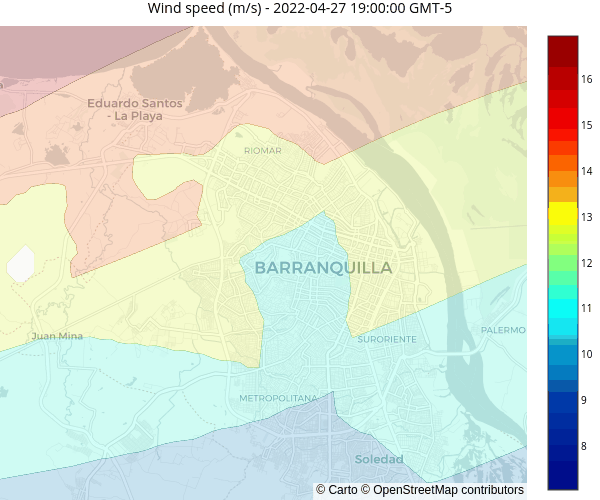 Wind speed (m/s) - 2022-04-27 19:00:00 GMT-5
Eduardo Santos
- La Playa
RIOMAR
BARRANQUILLA
Juan Mina
SURORIENTE
PALERMO
METROPOLITANA
Soledad
16
15
14
13
12
11
10
9
8
© Carto © OpenStreetMap contributors